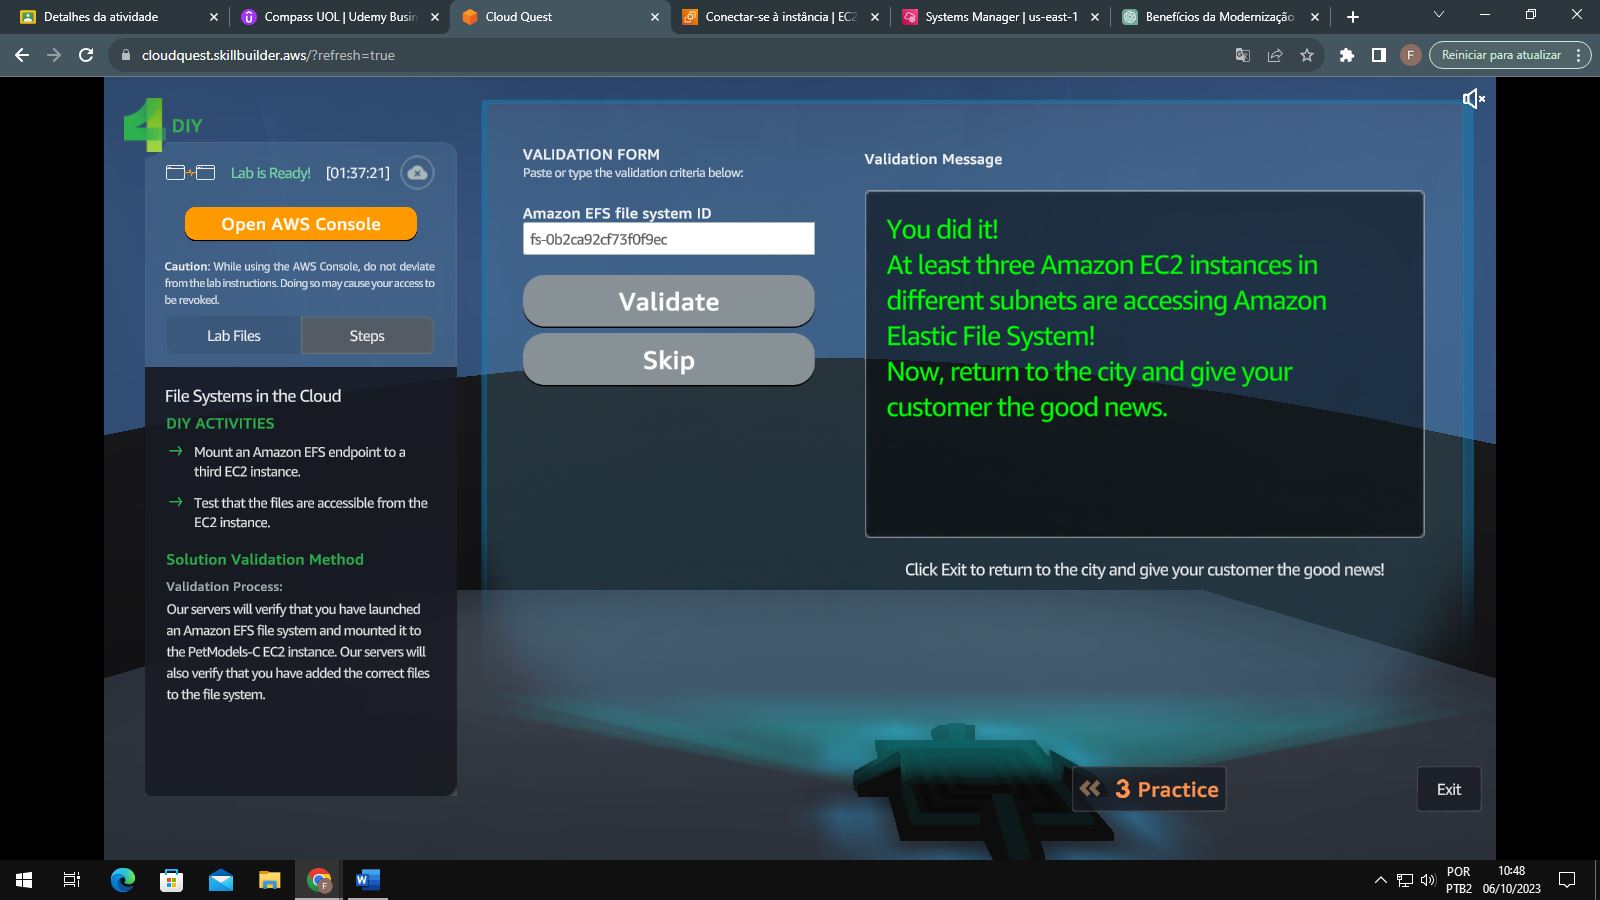 Detalhes da atividade
Compass UOL | Udemy Busin
Cloud Quest
Conectar-se à instância | EC2
Systems Manager | us-east-1
Benefícios da Modernização
cloudquest.skillbuilder.aws/?refresh=true
F
Reiniciar para atualizar
4 DIY
Lab is Ready! [01:37:21]
Open AWS Console
Caution: While using the AWS Console, do not deviate
from the lab instructions. Doing so may cause your access to
be revoked.
Lab Files
Steps
File Systems in the Cloud
DIY ACTIVITIES
→ Mount an Amazon EFS endpoint to a
third EC2 instance.
→ Test that the files are accessible from the
EC2 instance.
Solution Validation Method
Validation Process:
Our servers will verify that you have launched
an Amazon EFS file system and mounted it to
the PetModels-C EC2 instance. Our servers will
also verify that you have added the correct files
to the file system.
VALIDATION FORM
Paste or type the validation criteria below:
Amazon EFS file system ID
fs-0b2ca92cf73f0f9ec
Validate
Skip
Validation Message
You did it!
At least three Amazon EC2 instances in
different subnets are accessing Amazon
Elastic File System!
Now, return to the city and give your
customer the good news.
Click Exit to return to the city and give your customer the good news!
3 Practice
Exit
POR
PTB2
10:48
06/10/2023